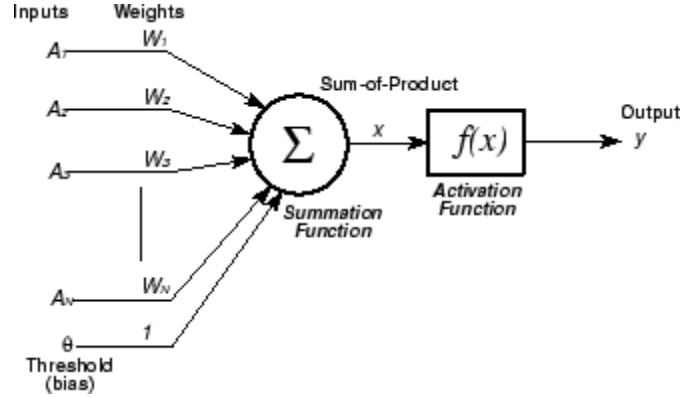 Inputs Weights
A₁ W₁
Sum-of-Product
A₂ W₂
Output
Σ x f(x) y
A₃ W₃
Activation
Function
Summation
Function
Aₙ Wₙ
θ 1
Threshold
(bias)